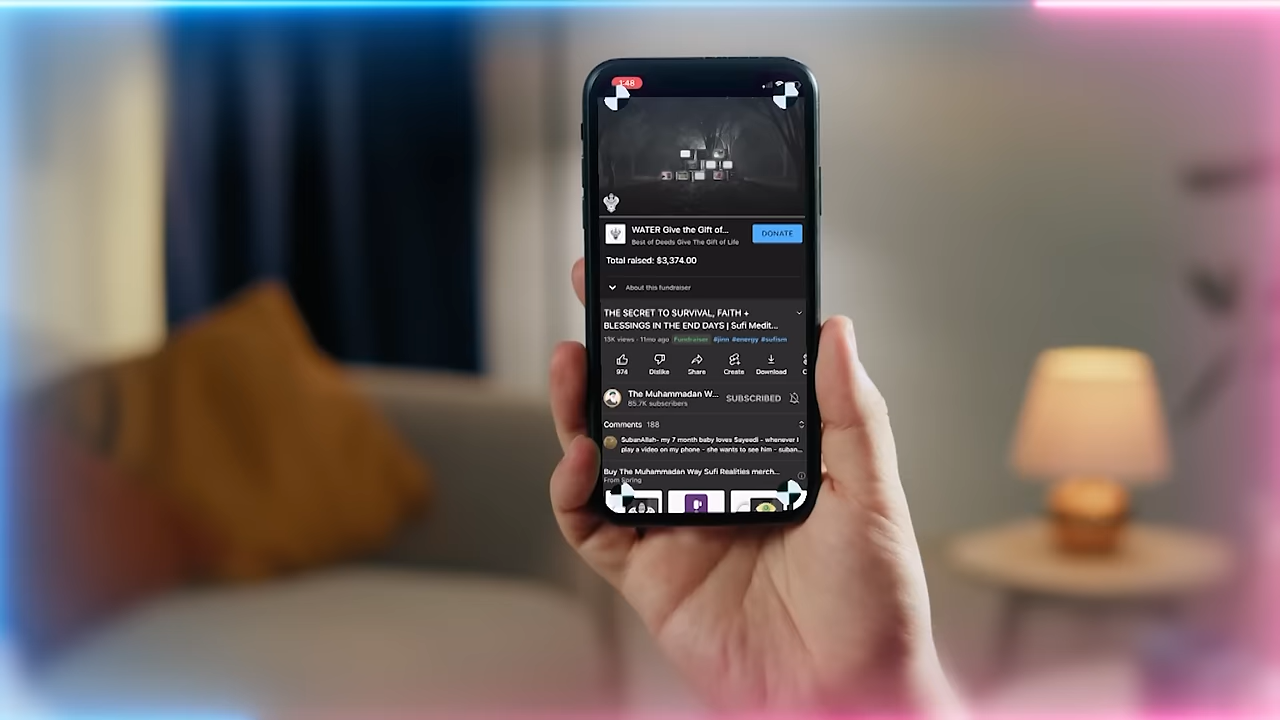 1:48
WATER Give the Gift of...
Best of Deeds Give The Gift of Life
DONATE
Total raised: $3,374.00
About this fundraiser
THE SECRET TO SURVIVAL, FAITH +
BLESSINGS IN THE END DAYS | Sufi Medit...
13K views · 11mo ago Fundraiser #jinn #energy #sufism
974 Dislike Share Create Download
The Muhammadan W... SUBSCRIBED
85.7K subscribers
Comments 188
SubanAllah- my 7 month baby loves Sayeedi - whenever I
play a video on my phone - she wants to see him - suban...
Buy The Muhammadan Way Sufi Realities merch...
From Spring